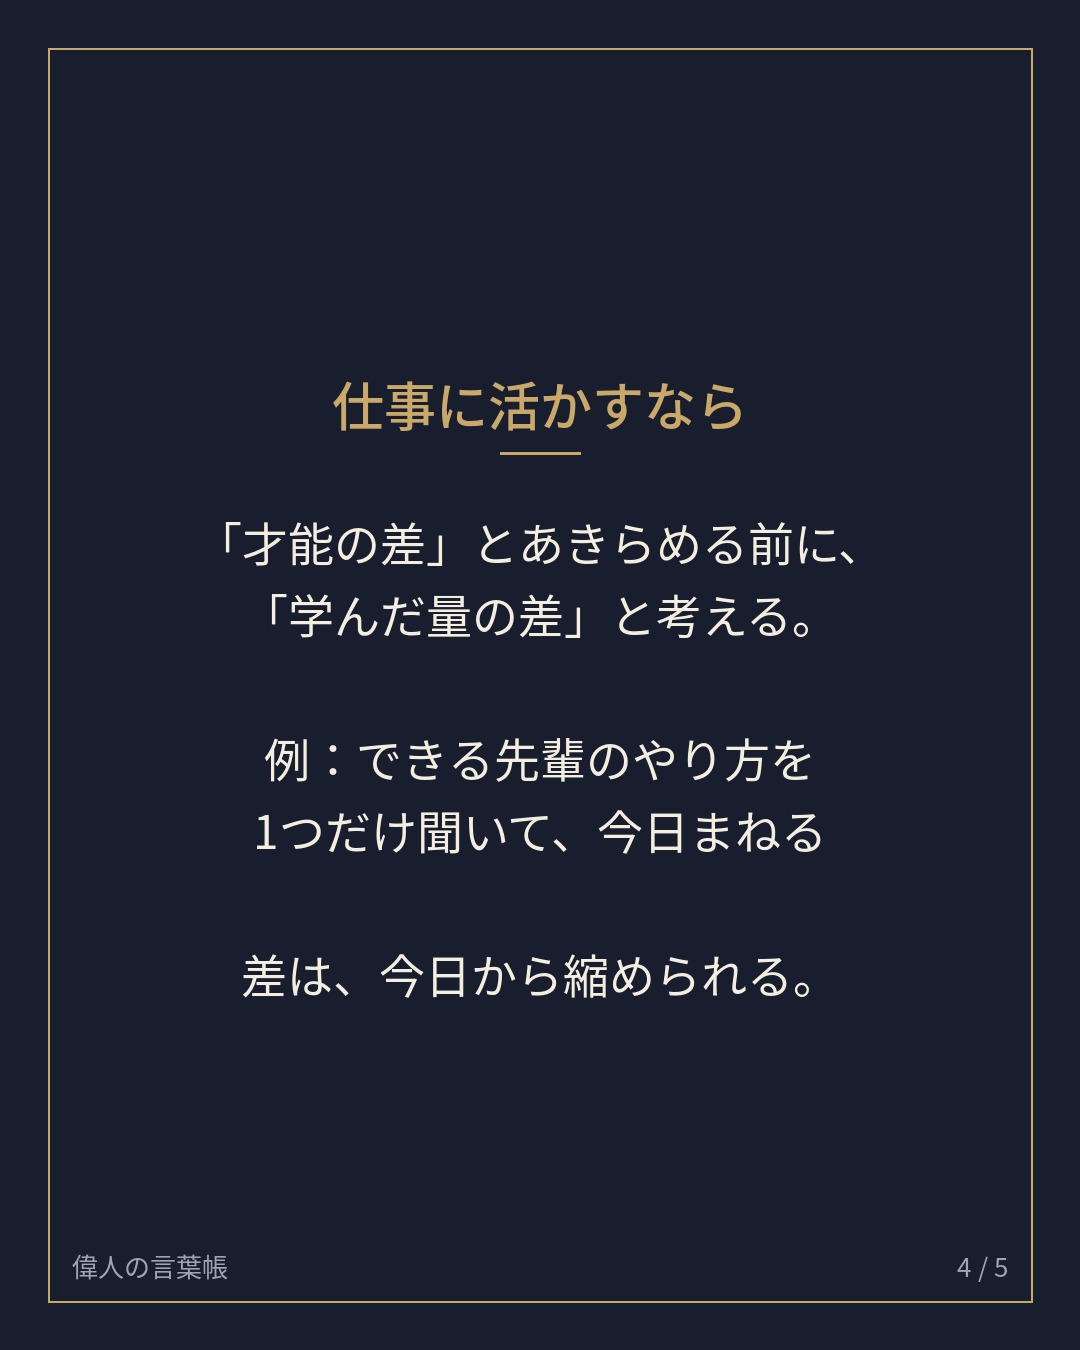 仕事に活かすなら
「才能の差」とあきらめる前に、
「学んだ量の差」と考える。
例：できる先輩のやり方を
1つだけ聞いて、今日まねる
差は、今日から縮められる。
偉人の言葉帳
4 / 5